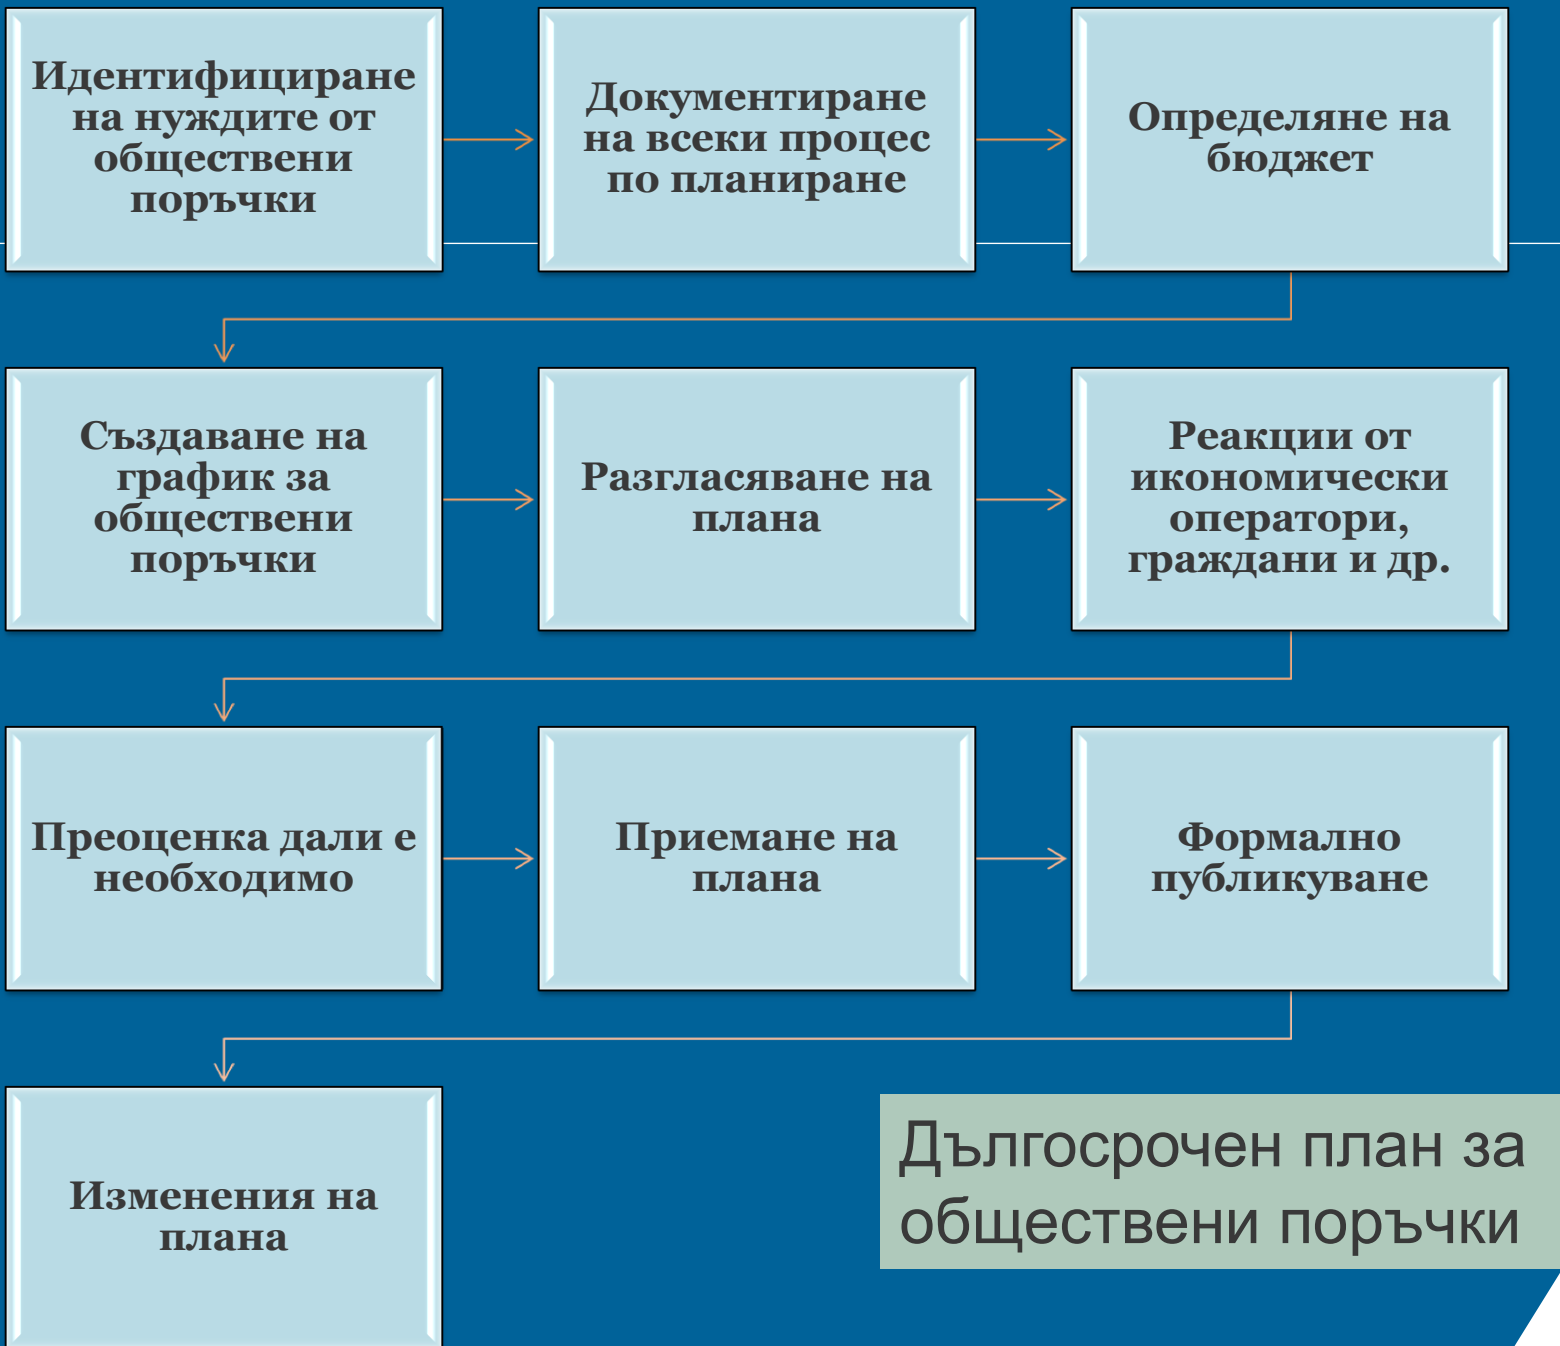 Идентифициране
на нуждите от
обществени
поръчки
Документиране
на всеки процес
по планиране
Определяне на
бюджет
Създаване на
график за
обществени
поръчки
Разгласяване на
плана
Реакции от
икономически
оператори,
граждани и др.
Преоценка дали е
необходимо
Приемане на
плана
Формално
публикуване
Изменения на
плана
Дългосрочен план за
обществени поръчки